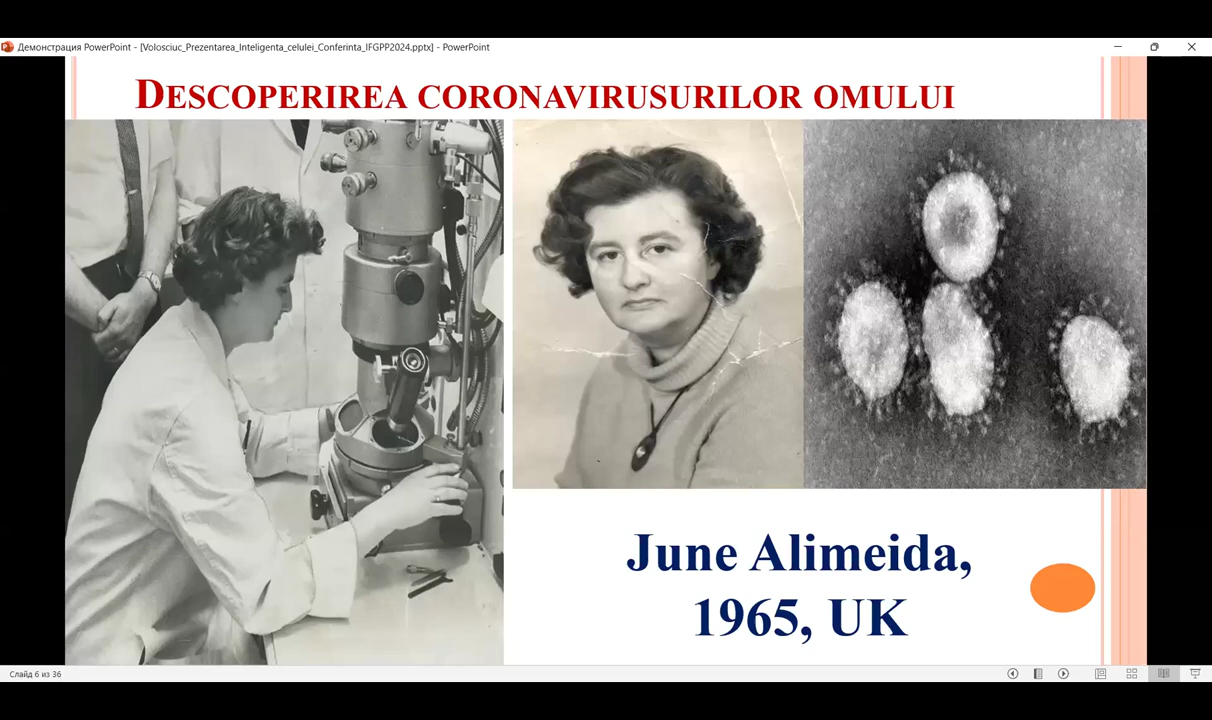 Демонстрация PowerPoint - [Volosciuc_Prezentarea_Inteligenta_celulei_Conferinta_IFGPP2024.pptx] - PowerPoint
DESCOPERIREA CORONAVIRUSURILOR OMULUI
June Alimeida,
1965, UK
Слайд 6 из 36